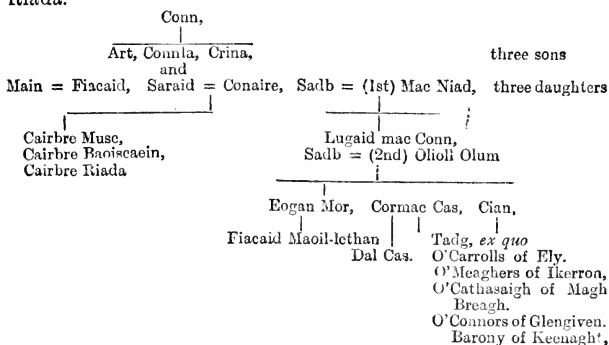 Riada.
Conn,
Art, Connla, Crina, three sons
and
Main = Fiacaid, Saraid = Conaire, Sadb = (1st) Mac Niad, three daughters
Cairbre Musc, Lugaid mac Conn,
Cairbre Baoiscaein, Sadb = (2nd) Olioli Olum
Cairbre Riada
Eogan Mor, Cormac Cas, Cian,
Fiacaid Maoil-lethan Tadg, ex quo
Dal Cas. O'Carrolls of Ely.
O'Meaghers of Ikerron,
O'Cathasaigh of Magh
Breagh.
O'Connors of Glengiven.
Barony of Keenaght,